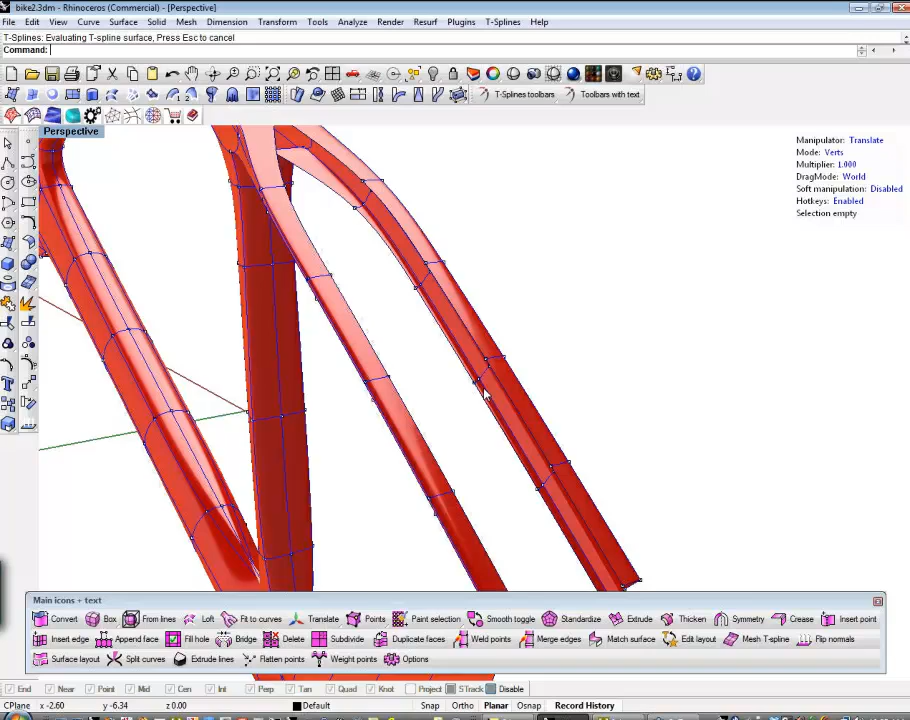 bike2.3dm - Rhinoceros (Commercial) - [Perspective]
File Edit View Curve Surface Solid Mesh Dimension Transform Tools Analyze Render Resurf Plugins T-Splines Help
T-Splines: Evaluating T-spline surface, Press Esc to cancel
Command:
T-Splines toolbars Toolbars with text
Perspective
Manipulator: Translate
Mode: Verts
Multiplier: 1.000
DragMode: World
Soft manipulation: Disabled
Hotkeys: Enabled
Selection empty
Main icons + text
Convert Box From lines Loft Fit to curves Translate Points Paint selection Smooth toggle Standardize Extrude Thicken Symmetry Crease Insert point
Insert edge Append face Fill hole Bridge Delete Subdivide Duplicate faces Weld points Merge edges Match surface Edit layout Mesh T-spline Flip normals
Surface layout Split curves Extrude lines Flatten points Weight points Options
End Near Point Mid Cen Int Perp Tan Quad Knot Project STrack Disable
CPlane x -2.60 y -6.34 z 0.00 Default Snap Ortho Planar Osnap Record History